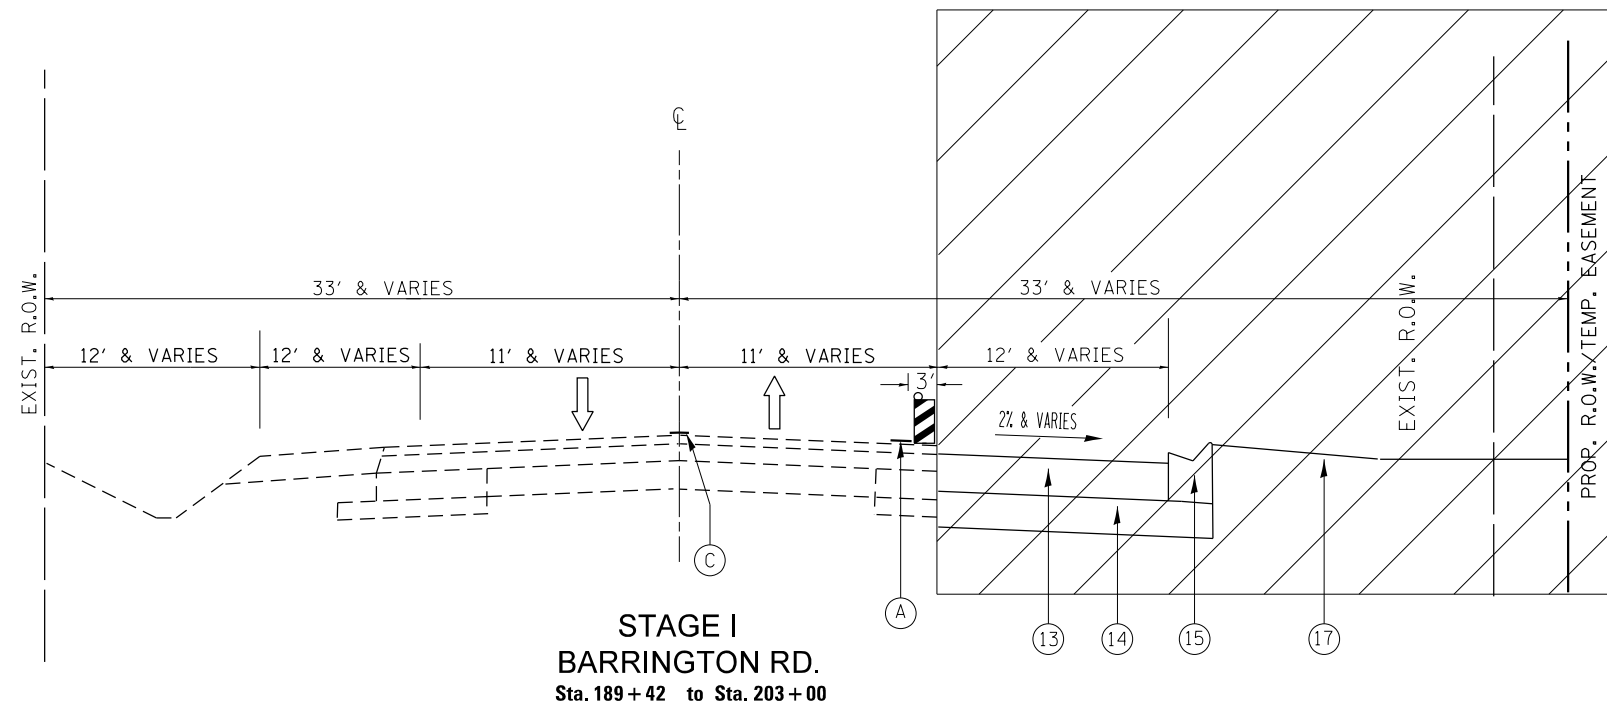 ℄
33' & VARIES
33' & VARIES
12' & VARIES
12' & VARIES
11' & VARIES
11' & VARIES
12' & VARIES
3'
2% & VARIES
EXIST. R.O.W.
EXIST. R.O.W.
PROP. R.O.W./TEMP. EASEMENT
C
A
13
14
15
17
STAGE I
BARRINGTON RD.
Sta. 189+42 to Sta. 203+00